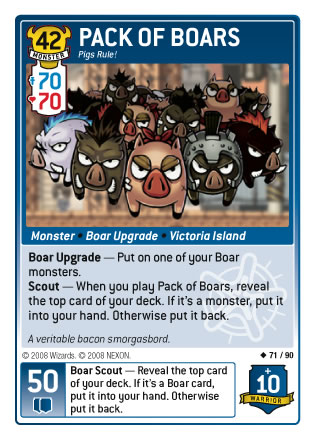 42
MONSTER
PACK OF BOARS
Pigs Rule!
70
70
Monster • Boar Upgrade • Victoria Island
Boar Upgrade — Put on one of your Boar
monsters.
Scout — When you play Pack of Boars, reveal
the top card of your deck. If it's a monster, put it
into your hand. Otherwise put it back.
A veritable bacon smorgasbord.
© 2008 Wizards. © 2008 NEXON.
◆ 71 / 90
50
Boar Scout — Reveal the top card
of your deck. If it's a Boar card,
put it into your hand. Otherwise
put it back.
+
10
WARRIOR